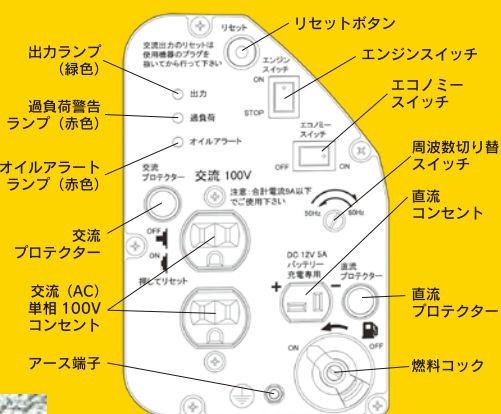 リセット
リセットボタン
交流出力のリセットは
使用機器のプラグを
抜いてから行って下さい
出力ランプ
（緑色）
エンジン
スイッチ
エンジンスイッチ
ON
STOP
出力
過負荷警告
ランプ（赤色）
過負荷
エコノミー
スイッチ
エコノミー
スイッチ
OFF
ON
オイルアラート
オイルアラート
ランプ（赤色）
交流
プロテクター
交流 100V
注意：合計電流9A以下
でご使用下さい
周波数切り替
スイッチ
50Hz
60Hz
直流
コンセント
OFF
ON
押してリセット
交流
プロテクター
DC 12V 5A
バッテリー
充電専用
直流
プロテクター
+
−
交流（AC）
単相 100V
コンセント
直流
プロテクター
アース端子
ON
OFF
燃料コック